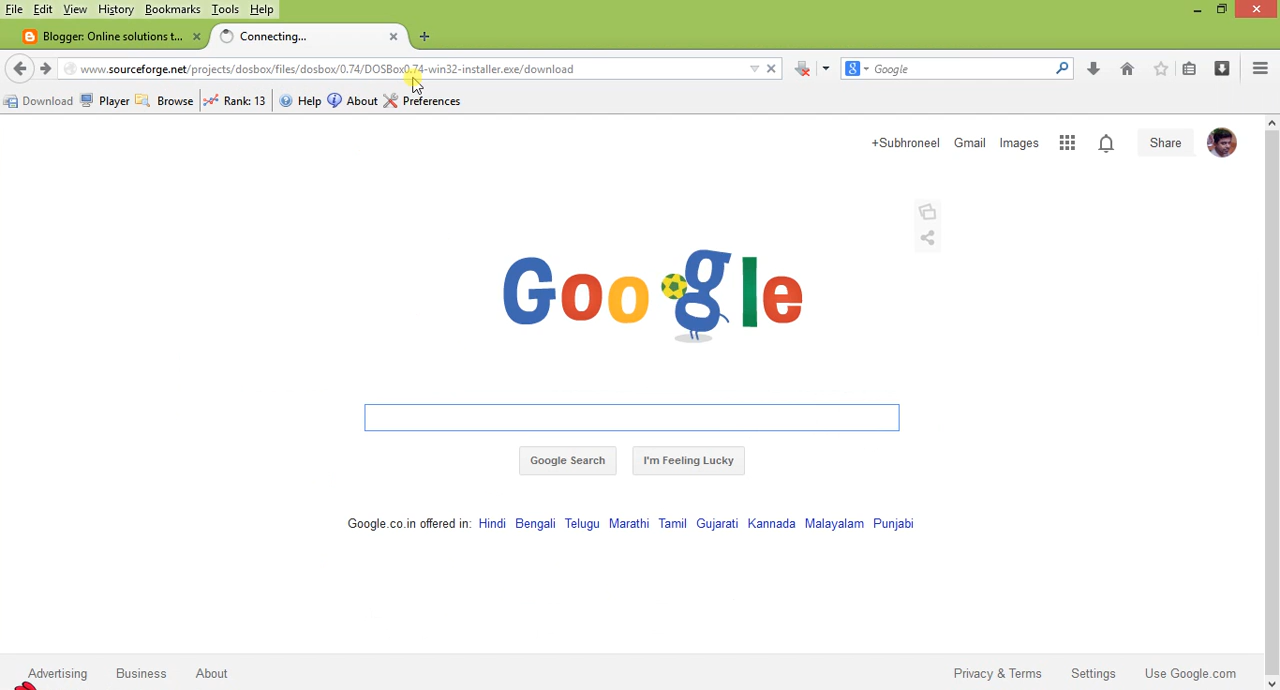 File Edit View History Bookmarks Tools Help
Blogger: Online solutions t... Connecting...
www.sourceforge.net/projects/dosbox/files/dosbox/0.74/DOSBox0.74-win32-installer.exe/download Google
Download Player Browse Rank: 13 Help About Preferences
+Subhroneel Gmail Images Share
Google
Google Search I'm Feeling Lucky
Google.co.in offered in: Hindi Bengali Telugu Marathi Tamil Gujarati Kannada Malayalam Punjabi
Advertising Business About Privacy & Terms Settings Use Google.com